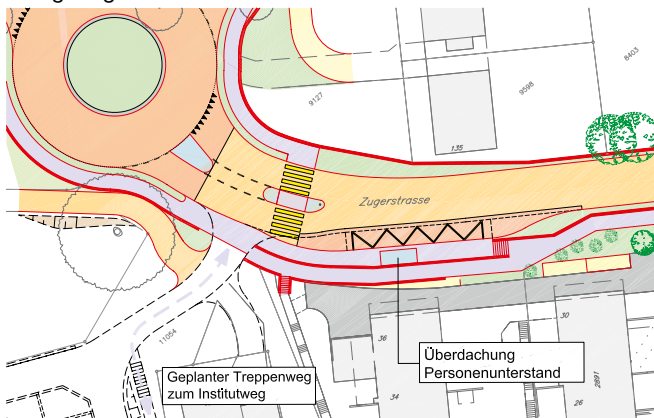 8403
9598
9127
135
Zugerstrasse
11054
30
36
Überdachung
Personenunterstand
2891
Geplanter Treppenweg
zum Institutweg
34
26